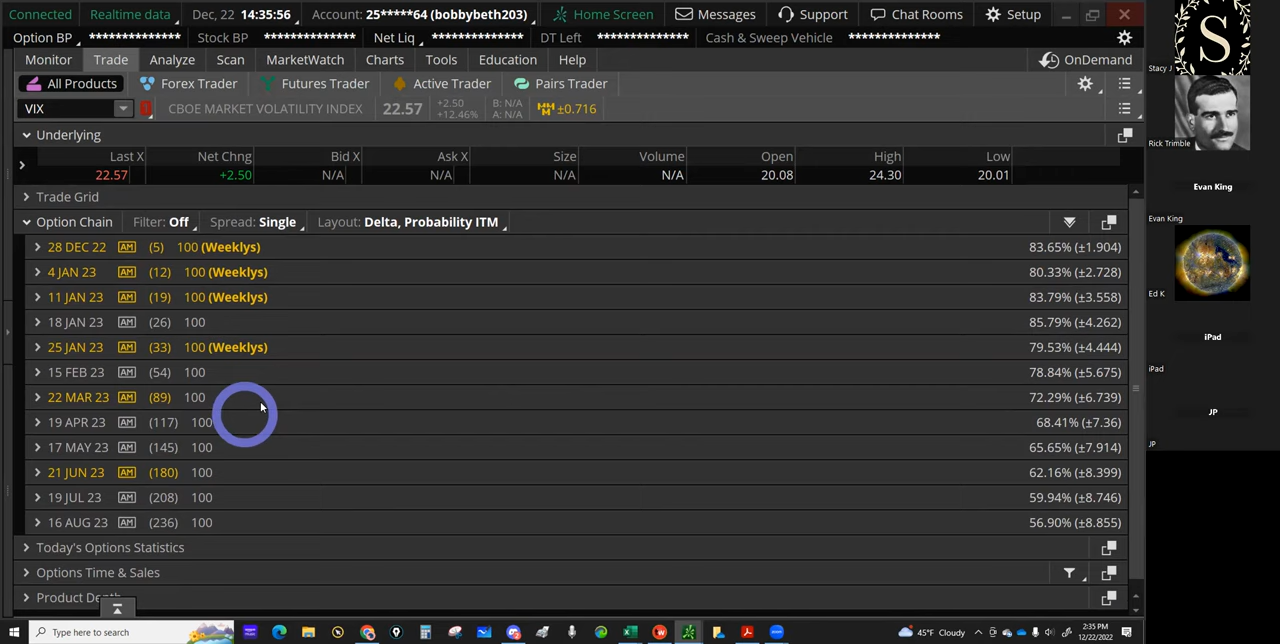 Connected Realtime data Dec, 22 14:35:56 Account: 25*****64 (bobbybeth203) Home Screen Messages Support Chat Rooms Setup
Option BP ************** Stock BP ************** Net Liq ************** DT Left ************** Cash & Sweep Vehicle **************
Monitor Trade Analyze Scan MarketWatch Charts Tools Education Help OnDemand
All Products Forex Trader Futures Trader Active Trader Pairs Trader
VIX CBOE MARKET VOLATILITY INDEX 22.57 +2.50 +12.46% B: N/A A: N/A ±0.716
Underlying
Last X Net Chng Bid X Ask X Size Volume Open High Low
22.57 +2.50 N/A N/A N/A N/A 20.08 24.30 20.01
Trade Grid
Option Chain Filter: Off Spread: Single Layout: Delta, Probability ITM
28 DEC 22 AM (5) 100 (Weeklys) 83.65% (±1.904)
4 JAN 23 AM (12) 100 (Weeklys) 80.33% (±2.728)
11 JAN 23 AM (19) 100 (Weeklys) 83.79% (±3.558)
18 JAN 23 AM (26) 100 85.79% (±4.262)
25 JAN 23 AM (33) 100 (Weeklys) 79.53% (±4.444)
15 FEB 23 AM (54) 100 78.84% (±5.675)
22 MAR 23 AM (89) 100 72.29% (±6.739)
19 APR 23 AM (117) 100 68.41% (±7.36)
17 MAY 23 AM (145) 100 65.65% (±7.914)
21 JUN 23 AM (180) 100 62.16% (±8.399)
19 JUL 23 AM (208) 100 59.94% (±8.746)
16 AUG 23 AM (236) 100 56.90% (±8.855)
Today's Options Statistics
Options Time & Sales
Product Depth
Type here to search
45°F Cloudy
2:35 PM
12/22/2022
S
Stacy J
Rick Trimble
Evan King
Evan King
Ed K
iPad
iPad
JP
JP